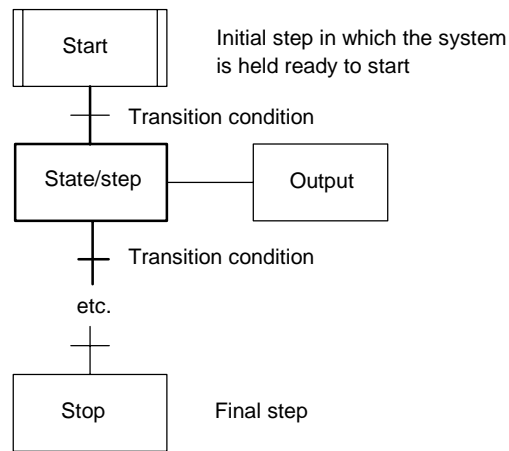 Start
Initial step in which the system
is held ready to start
Transition condition
State/step
Output
Transition condition
etc.
Stop
Final step